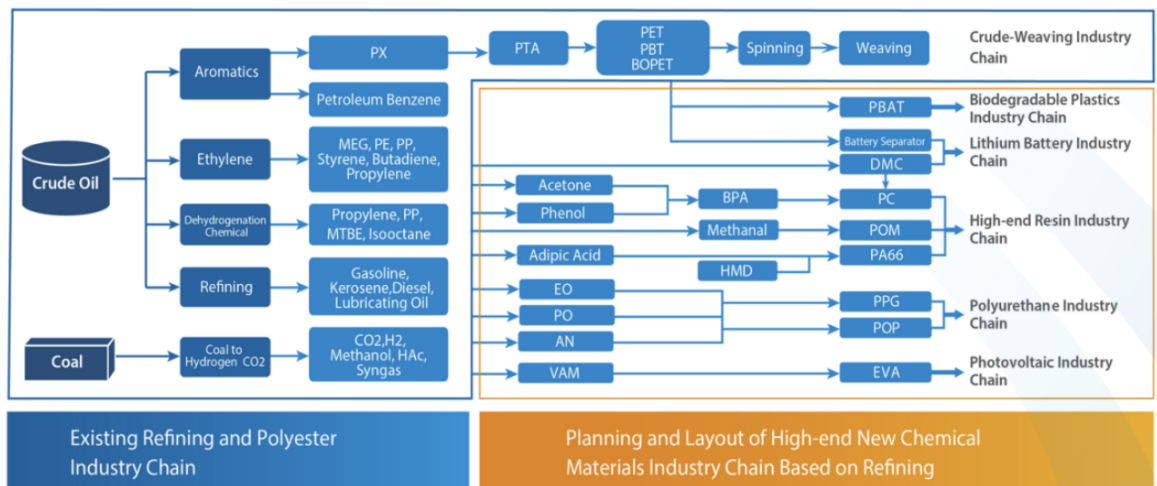 PX
PTA
PET
PBT
BOPET
Spinning
Weaving
Crude-Weaving Industry
Chain
Aromatics
Petroleum Benzene
PBAT
Biodegradable Plastics
Industry Chain
Crude Oil
Ethylene
MEG, PE, PP,
Styrene, Butadiene,
Propylene
Battery Separator
DMC
Lithium Battery Industry
Chain
Acetone
Phenol
BPA
PC
Dehydrogenation
Chemical
Propylene, PP,
MTBE, Isooctane
Methanal
POM
High-end Resin Industry
Chain
Adipic Acid
HMD
PA66
Refining
Gasoline,
Kerosene,Diesel,
Lubricating Oil
EO
PO
AN
PPG
POP
Polyurethane Industry
Chain
Coal
Coal to
Hydrogen CO2
CO2,H2,
Methanol, HAc,
Syngas
VAM
EVA
Photovoltaic Industry
Chain
Existing Refining and Polyester
Industry Chain
Planning and Layout of High-end New Chemical
Materials Industry Chain Based on Refining